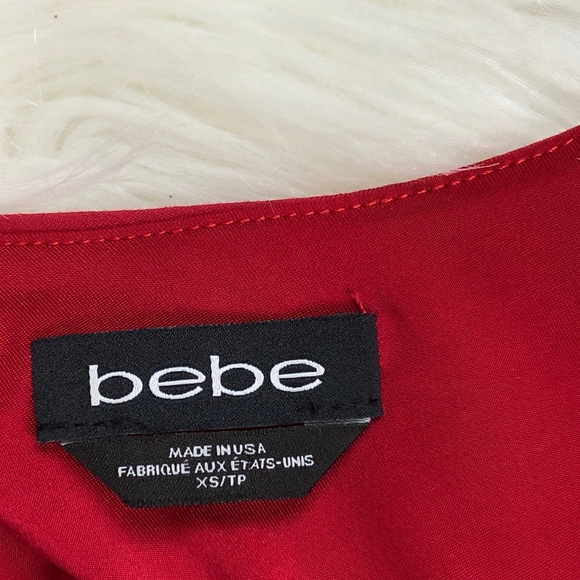 bebe
MADE IN USA
FABRIQUÉ AUX ÉTATS-UNIS
XS/TP